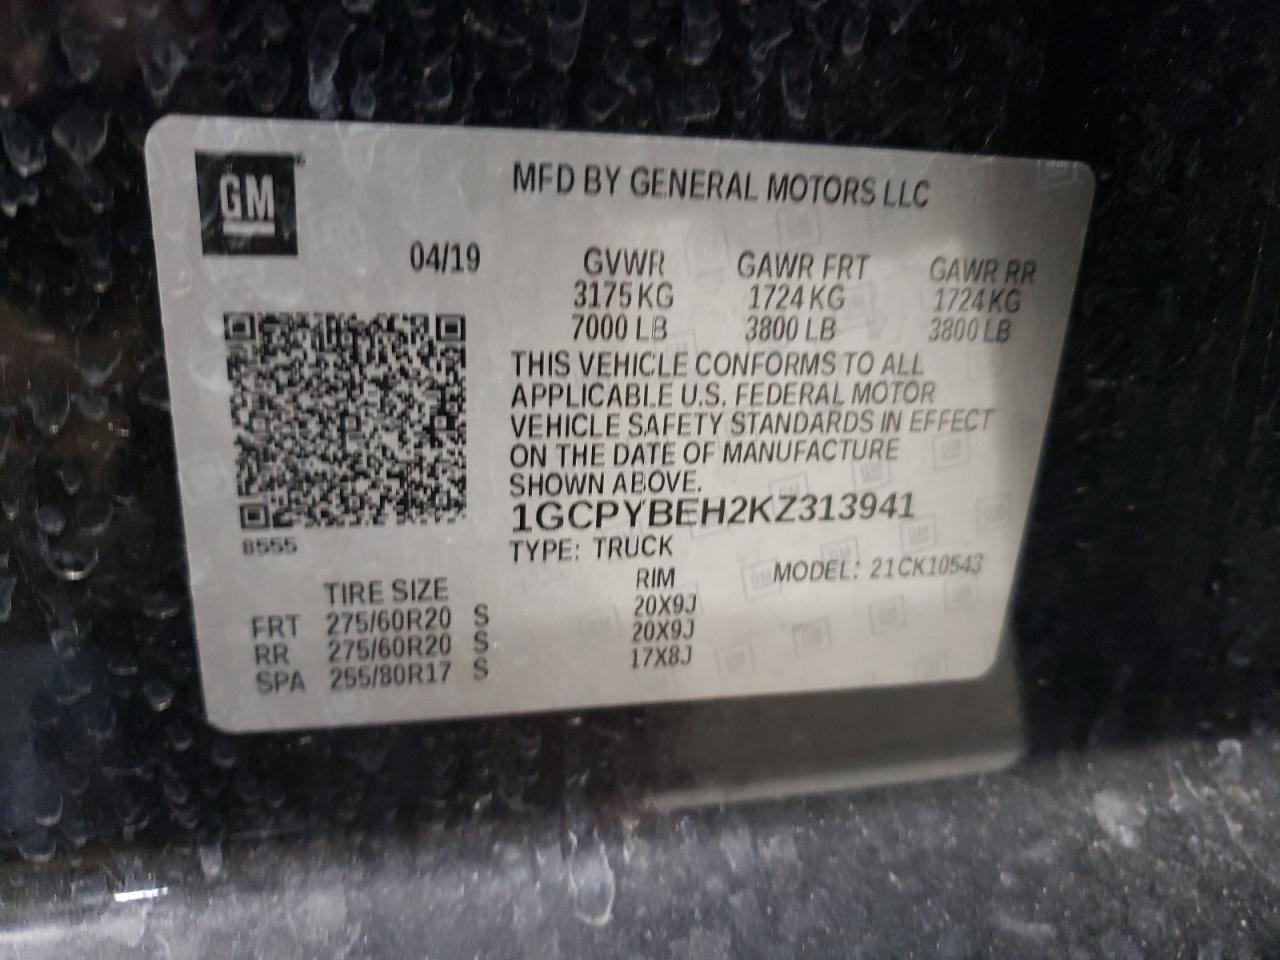 GM
MFD BY GENERAL MOTORS LLC
04/19 GVWR GAWR FRT GAWR RR
3175 KG 1724 KG 1724 KG
7000 LB 3800 LB 3800 LB
THIS VEHICLE CONFORMS TO ALL
APPLICABLE U.S. FEDERAL MOTOR
VEHICLE SAFETY STANDARDS IN EFFECT
ON THE DATE OF MANUFACTURE
SHOWN ABOVE.
1GCPYBEH2KZ313941
8555
TYPE: TRUCK
MODEL: 21CK10543
TIRE SIZE RIM
FRT 275/60R20 S 20X9J
RR 275/60R20 S 20X9J
SPA 255/80R17 S 17X8J